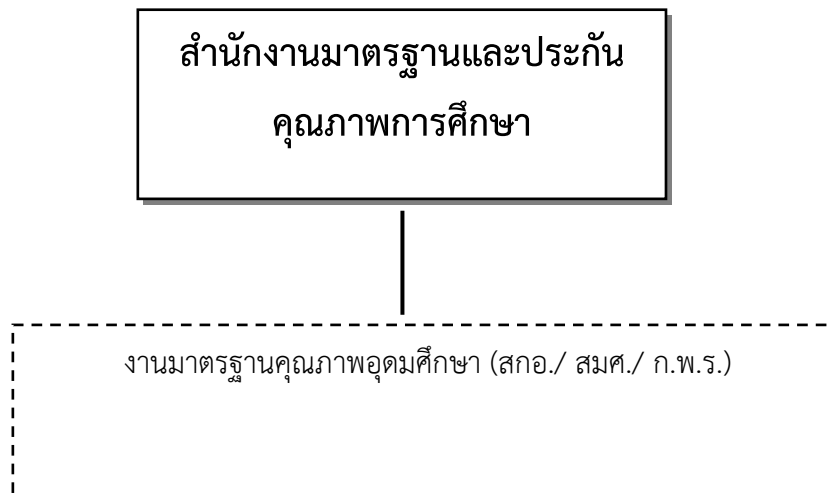 สำนักงานมาตรฐานและประกัน
คุณภาพการศึกษา
งานมาตรฐานคุณภาพอุดมศึกษา (สกอ./ สมศ./ ก.พ.ร.)